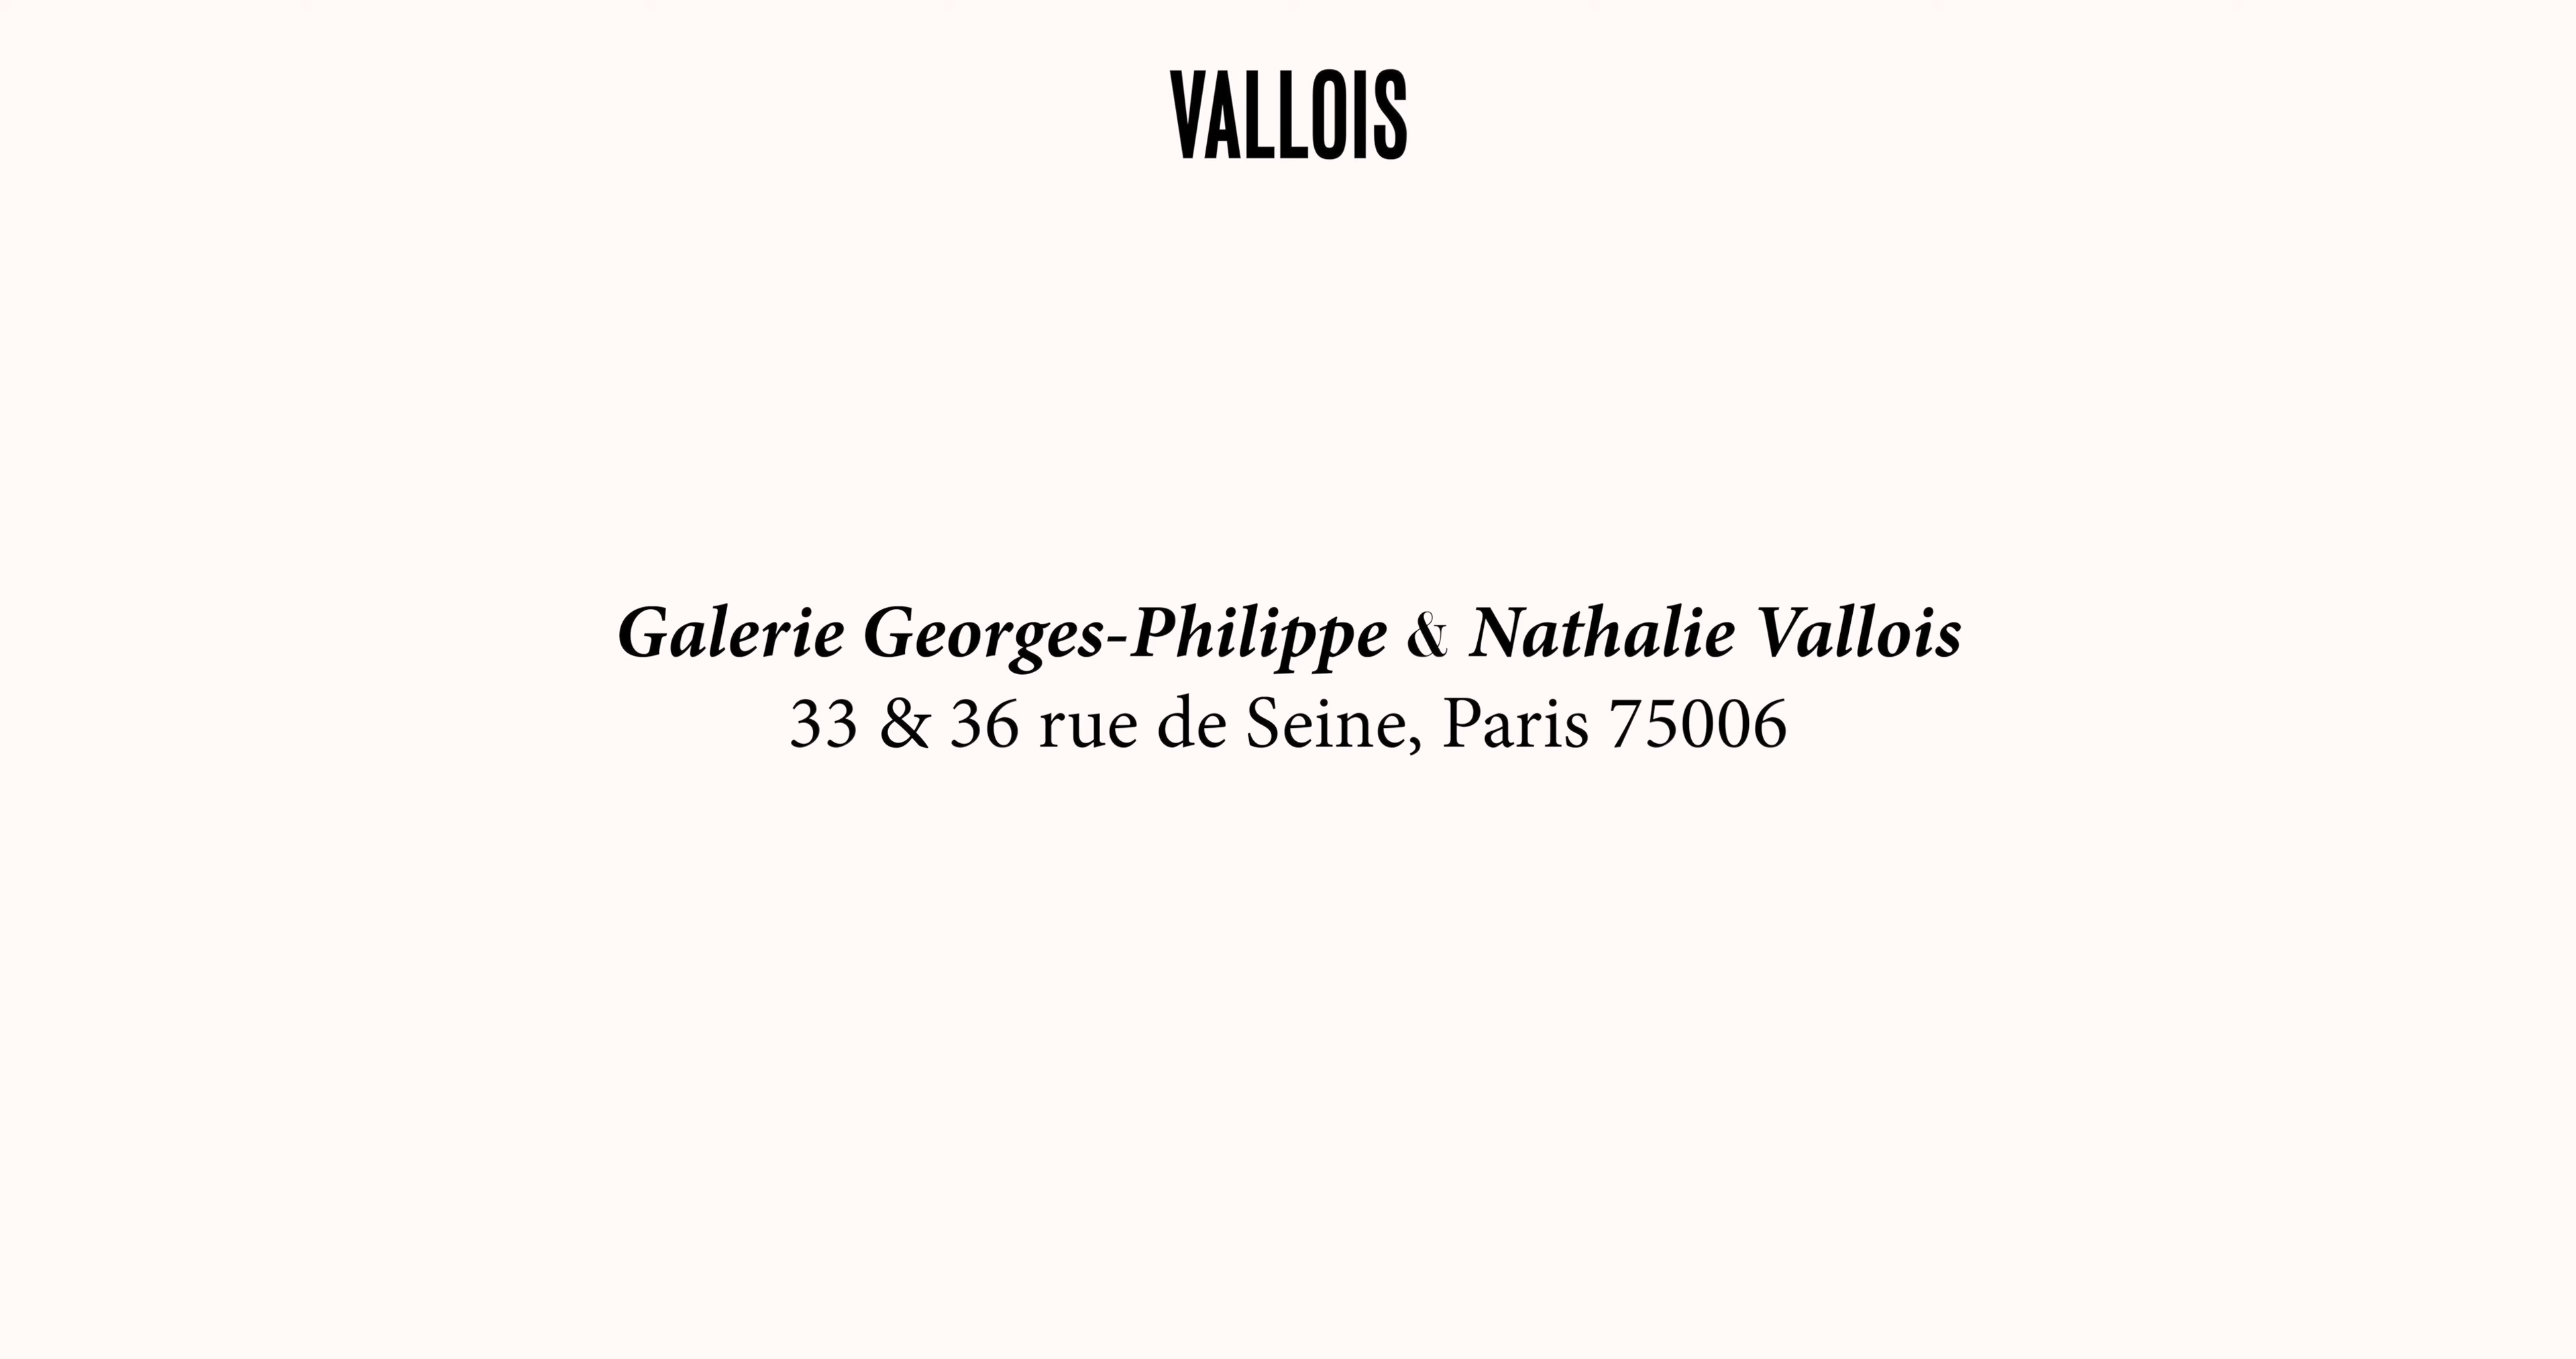 VALLOIS
Galerie Georges-Philippe & Nathalie Vallois
33 & 36 rue de Seine, Paris 75006